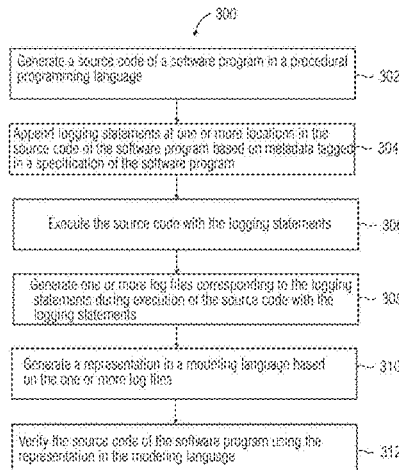 300
Generate a source code of a software program in a procedural
programming language
302
Append logging statements at one or more locations in the
source code of the software program based on metadata tagged
in a specification of the software program
304
Execute the source code with the logging statements
306
Generate one or more log files corresponding to the logging
statements during execution of the source code with the
logging statements
308
Generate a representation in a modeling language based
on the one or more log files
310
Verify the source code of the software program using the
representation in the modeling language
312